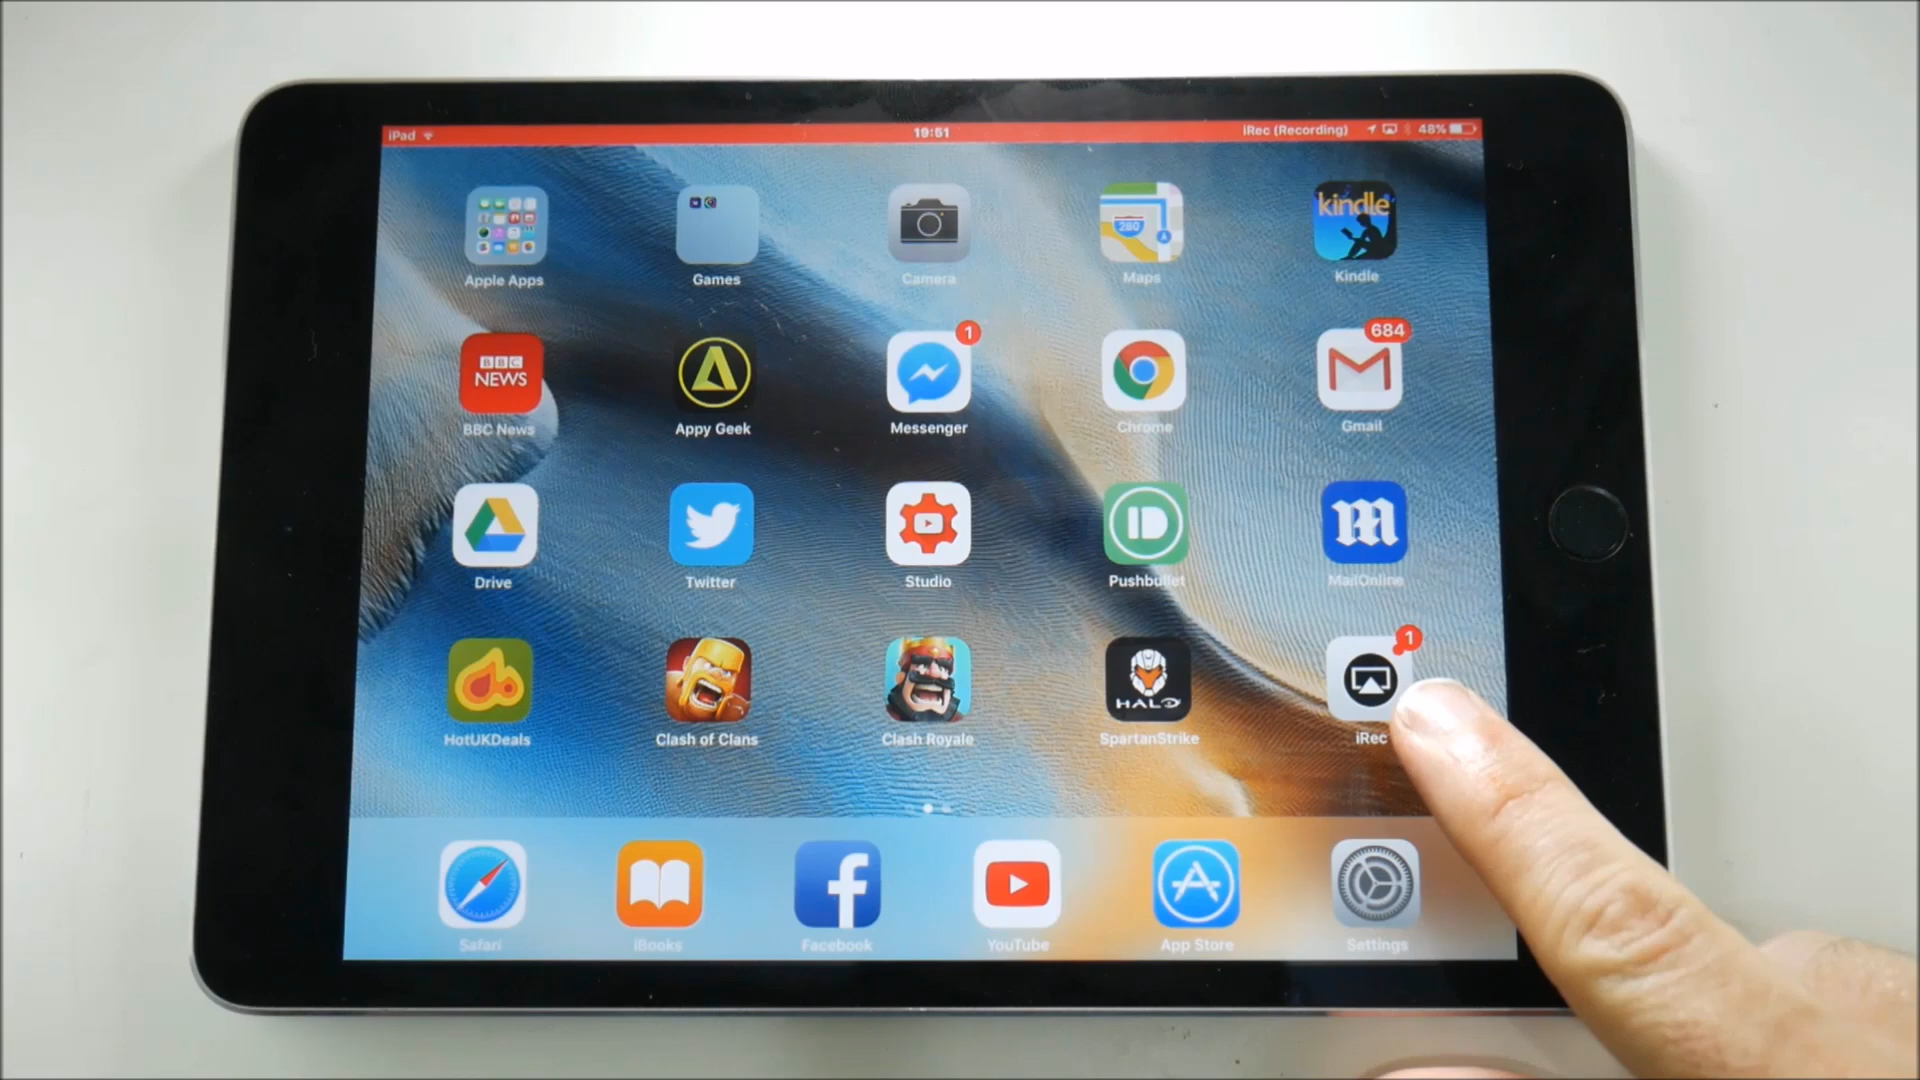 iPad 19:51 iRec (Recording) 48%
kindle
280
Apple Apps Games Camera Maps Kindle
1 684
BBC
NEWS
BBC News Appy Geek Messenger Chrome Gmail
Drive Twitter Studio Pushbullet MailOnline
1
HALO
HotUKDeals Clash of Clans Clash Royale SpartanStrike iRec
Safari iBooks Facebook YouTube App Store Settings